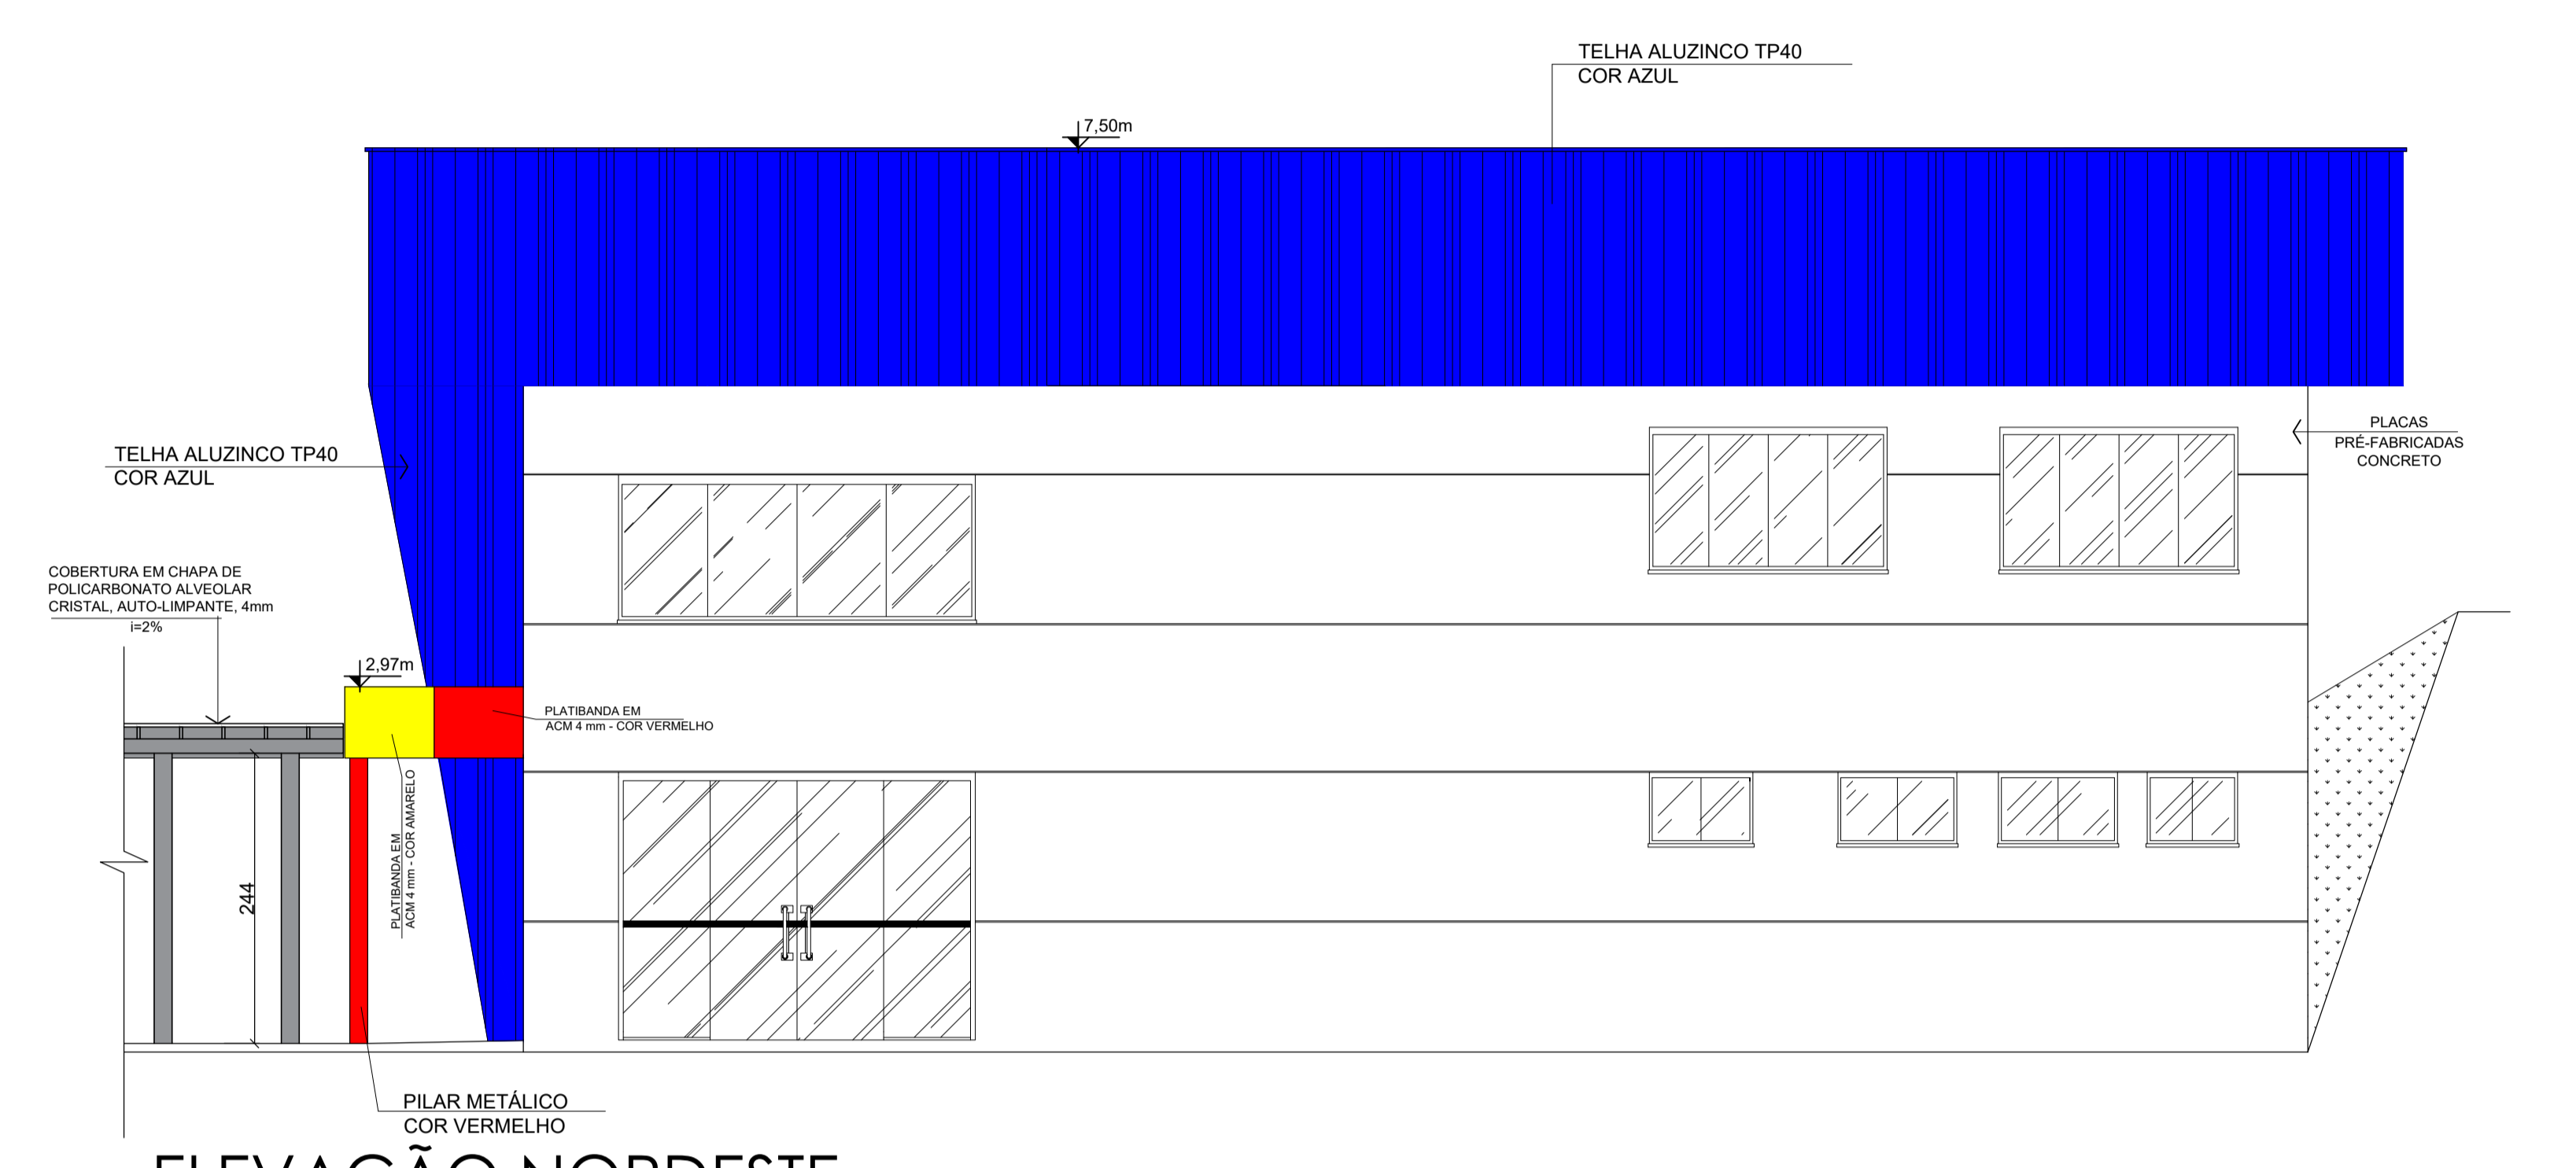 TELHA ALUZINCO TP40
COR AZUL
7,50m
PLACAS
PRÉ-FABRICADAS
CONCRETO
TELHA ALUZINCO TP40
COR AZUL
COBERTURA EM CHAPA DE
POLICARBONATO ALVEOLAR
CRISTAL, AUTO-LIMPANTE, 4mm
i=2%
2,97m
PLATIBANDA EM
ACM 4 mm - COR VERMELHO
PLATIBANDA EM
ACM 4 mm - COR AMARELO
244
PILAR METÁLICO
COR VERMELHO
ELEVAÇÃO NORDESTE